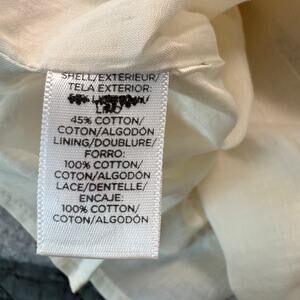 SHELL/EXTERIEUR/
TELA EXTERIOR:
45% COTTON/
COTON/ALGODÓN
LINING/DOUBLURE/
FORRO:
100% COTTON/
COTON/ALGODÓN
LACE/DENTELLE/
ENCAJE:
100% COTTON/
COTON/ALGODÓN